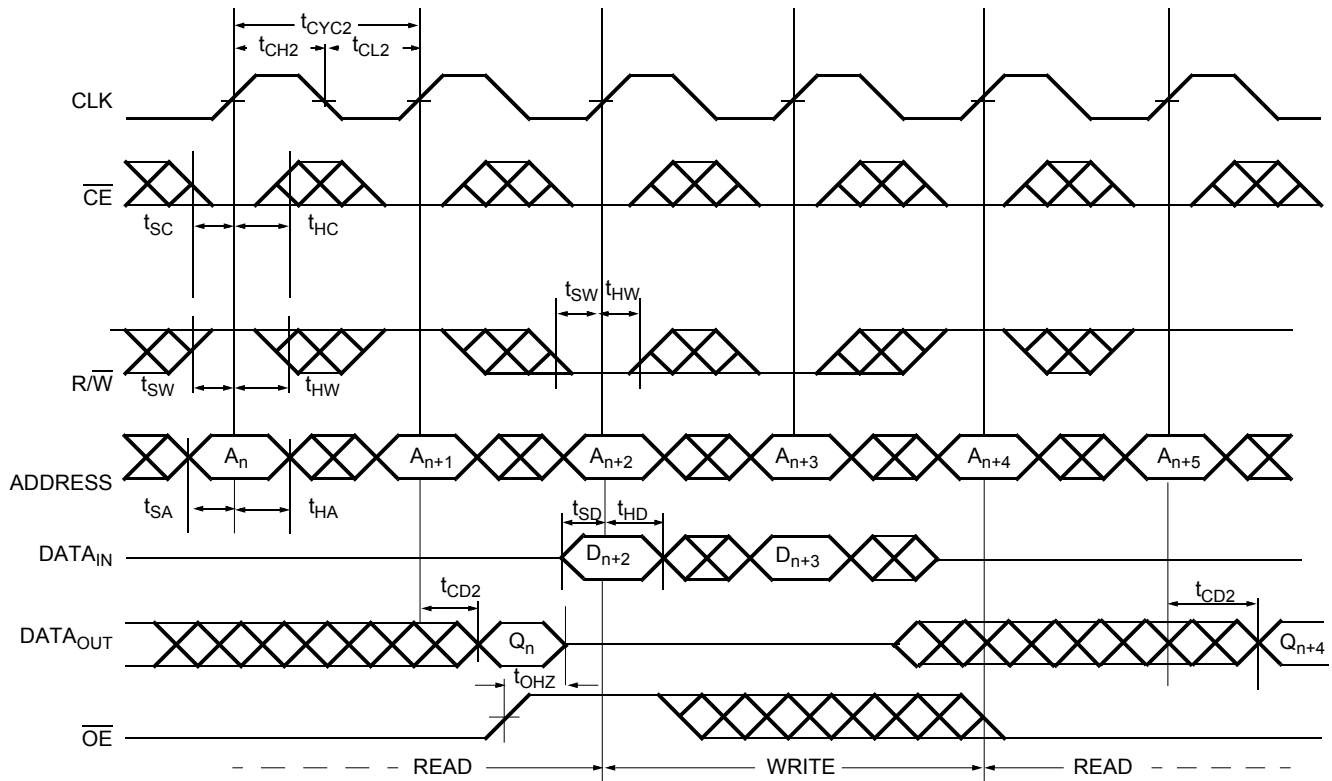 tCYC2
tCH2 tCL2
CLK
CE
tSC tHC
tSW tHW
R/W
tSW tHW
An An+1 An+2 An+3 An+4 An+5
ADDRESS
tSA tHA
tSD tHD
DATAIN
Dn+2 Dn+3
tCD2 tCD2
DATAOUT
Qn Qn+4
tOHZ
OE
READ WRITE READ